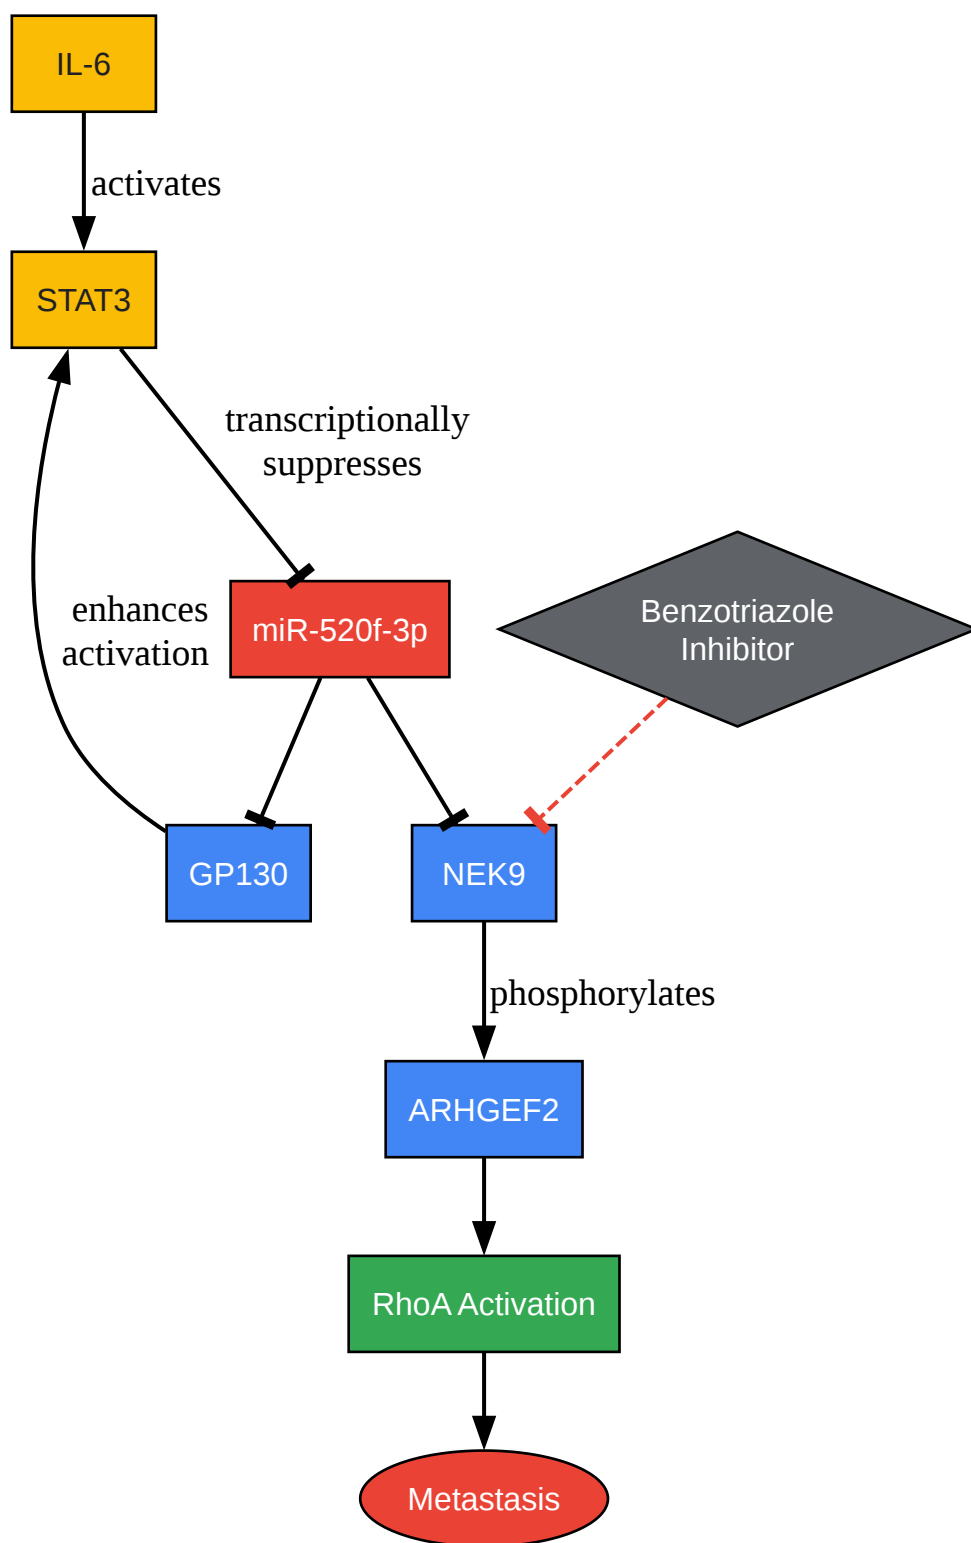 IL-6
activates
STAT3
transcriptionally
suppresses
enhances
activation
miR-520f-3p
Benzotriazole
Inhibitor
GP130
NEK9
phosphorylates
ARHGEF2
RhoA Activation
Metastasis